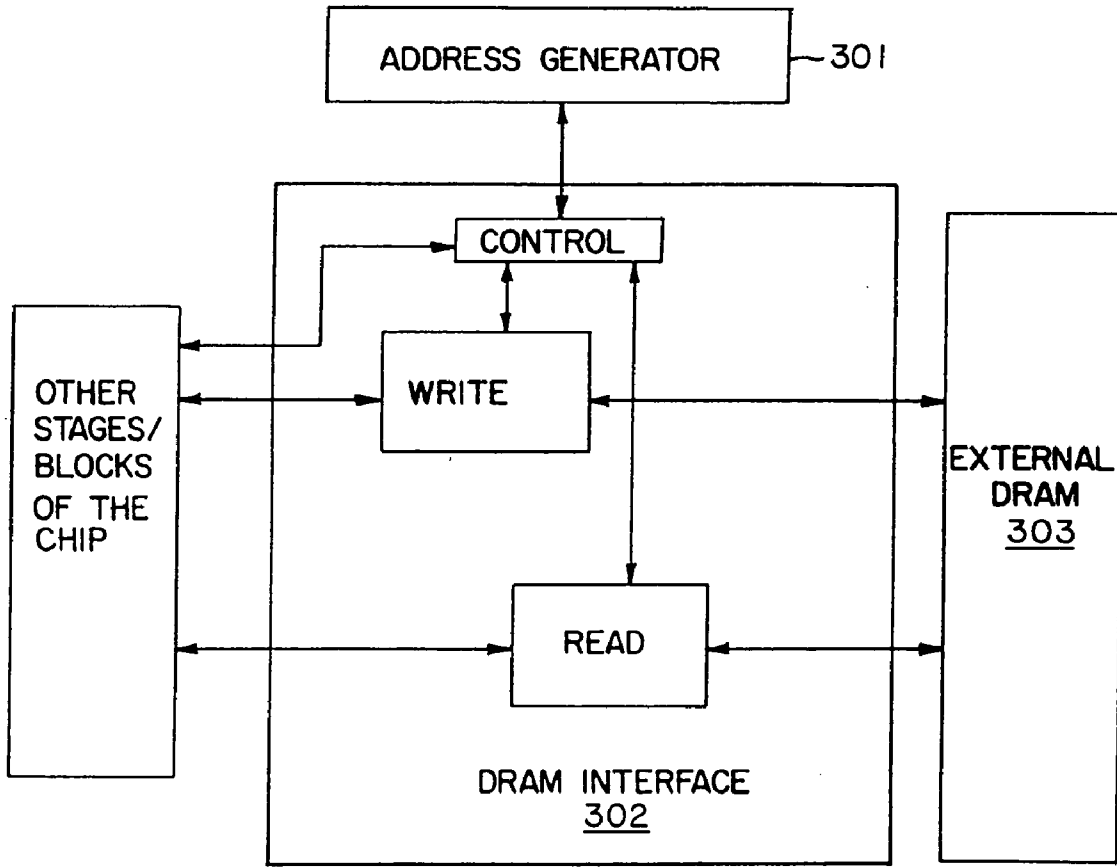 ADDRESS GENERATOR
301
CONTROL
WRITE
OTHER
STAGES/
BLOCKS
OF THE
CHIP
EXTERNAL
DRAM
303
READ
DRAM INTERFACE
302